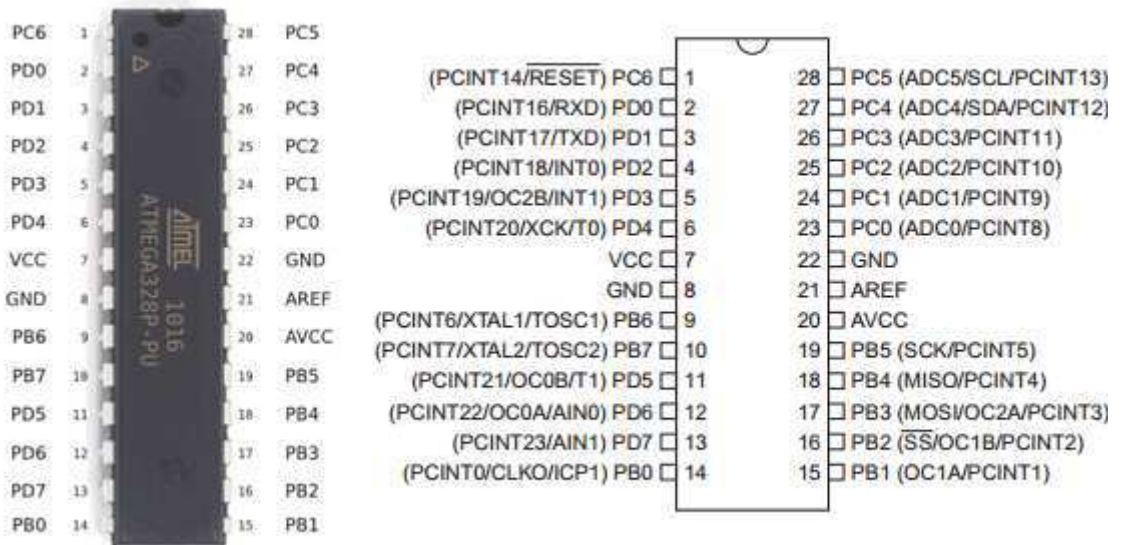 PC6 1 28 PC5
PD0 2 27 PC4
PD1 3 26 PC3
PD2 4 25 PC2
PD3 5 24 PC1
PD4 6 23 PC0
VCC 7 22 GND
GND 8 21 AREF
PB6 9 20 AVCC
PB7 10 19 PB5
PD5 11 18 PB4
PD6 12 17 PB3
PD7 13 16 PB2
PB0 14 15 PB1
ATMEL 1016
ATMEGA328P-PU
(PCINT14/RESET) PC6 1 28 PC5 (ADC5/SCL/PCINT13)
(PCINT16/RXD) PD0 2 27 PC4 (ADC4/SDA/PCINT12)
(PCINT17/TXD) PD1 3 26 PC3 (ADC3/PCINT11)
(PCINT18/INT0) PD2 4 25 PC2 (ADC2/PCINT10)
(PCINT19/OC2B/INT1) PD3 5 24 PC1 (ADC1/PCINT9)
(PCINT20/XCK/T0) PD4 6 23 PC0 (ADC0/PCINT8)
VCC 7 22 GND
GND 8 21 AREF
(PCINT6/XTAL1/TOSC1) PB6 9 20 AVCC
(PCINT7/XTAL2/TOSC2) PB7 10 19 PB5 (SCK/PCINT5)
(PCINT21/OC0B/T1) PD5 11 18 PB4 (MISO/PCINT4)
(PCINT22/OC0A/AIN0) PD6 12 17 PB3 (MOSI/OC2A/PCINT3)
(PCINT23/AIN1) PD7 13 16 PB2 (SS/OC1B/PCINT2)
(PCINT0/CLKO/ICP1) PB0 14 15 PB1 (OC1A/PCINT1)